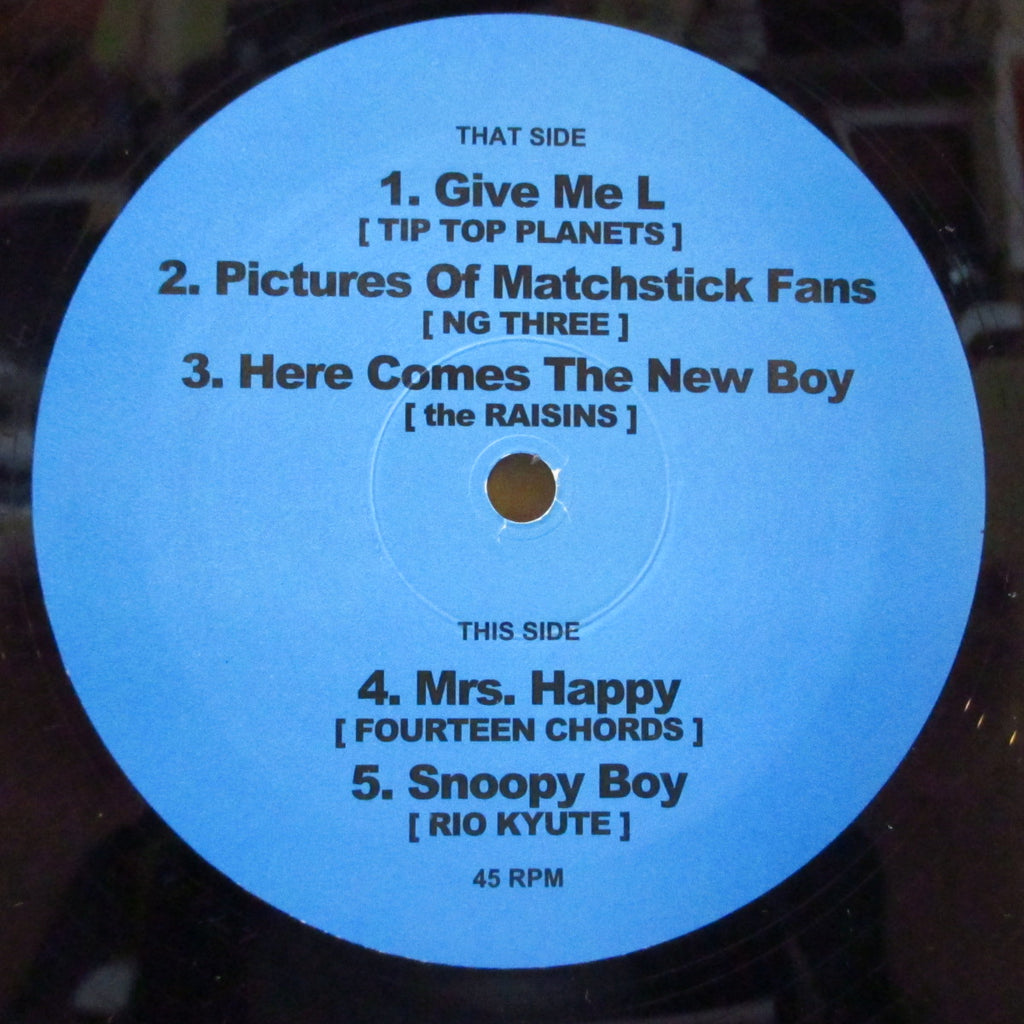 THAT SIDE
1. Give Me L
[ TIP TOP PLANETS ]
2. Pictures Of Matchstick Fans
[ NG THREE ]
3. Here Comes The New Boy
[ the RAISINS ]
THIS SIDE
4. Mrs. Happy
[ FOURTEEN CHORDS ]
5. Snoopy Boy
[ RIO KYUTE ]
45 RPM